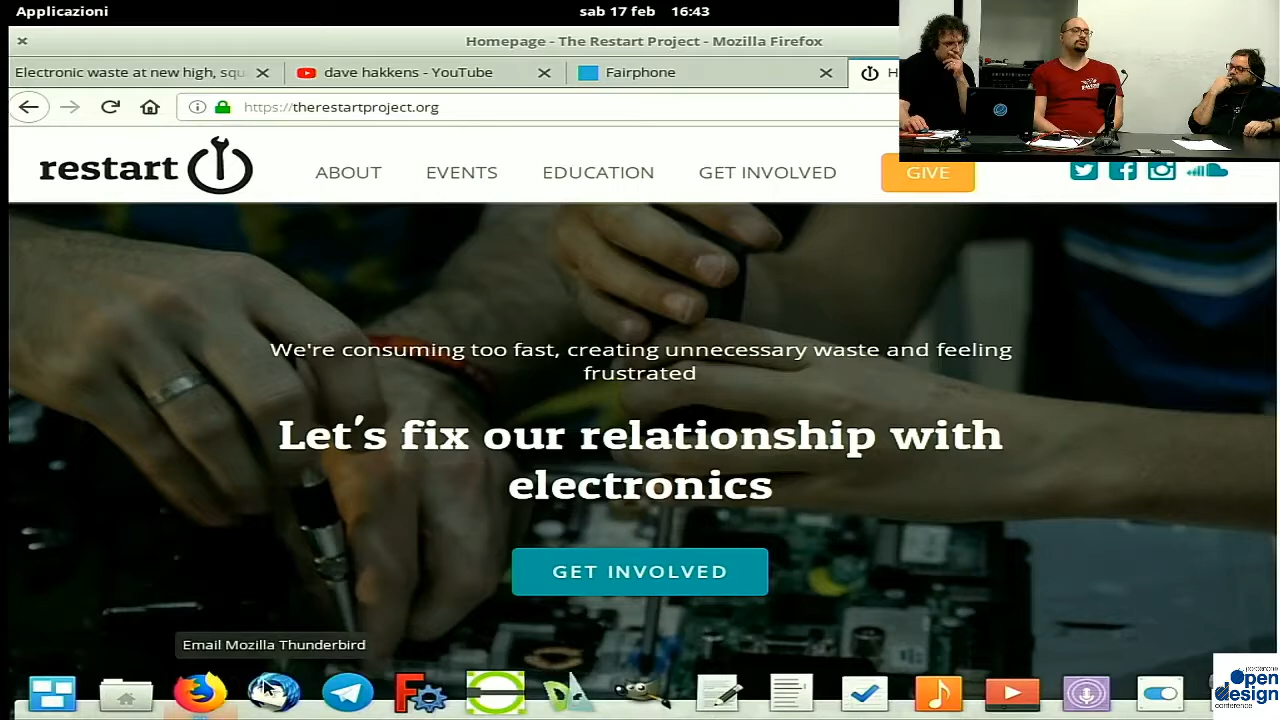 Applicazioni
sab 17 feb 16:43
Homepage - The Restart Project - Mozilla Firefox
Electronic waste at new high, squ
dave hakkens - YouTube
Fairphone
https://therestartproject.org
restart
ABOUT
EVENTS
EDUCATION
GET INVOLVED
GIVE
We're consuming too fast, creating unnecessary waste and feeling
frustrated
Let's fix our relationship with
electronics
GET INVOLVED
Email Mozilla Thunderbird
pordenone
open
design
conference